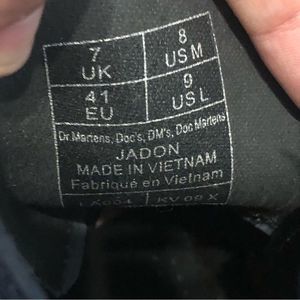 7
UK
8
US M
41
EU
9
US L
Dr.Martens, Doc's, DM's, Doc Martens
JADON
MADE IN VIETNAM
Fabriqué en Vietnam